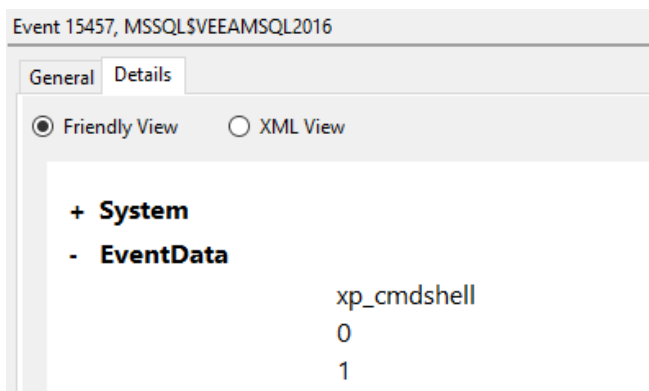 Event 15457, MSSQL$VEEAMSQL2016
General Details
Friendly View XML View
+ System
- EventData
xp_cmdshell
0
1